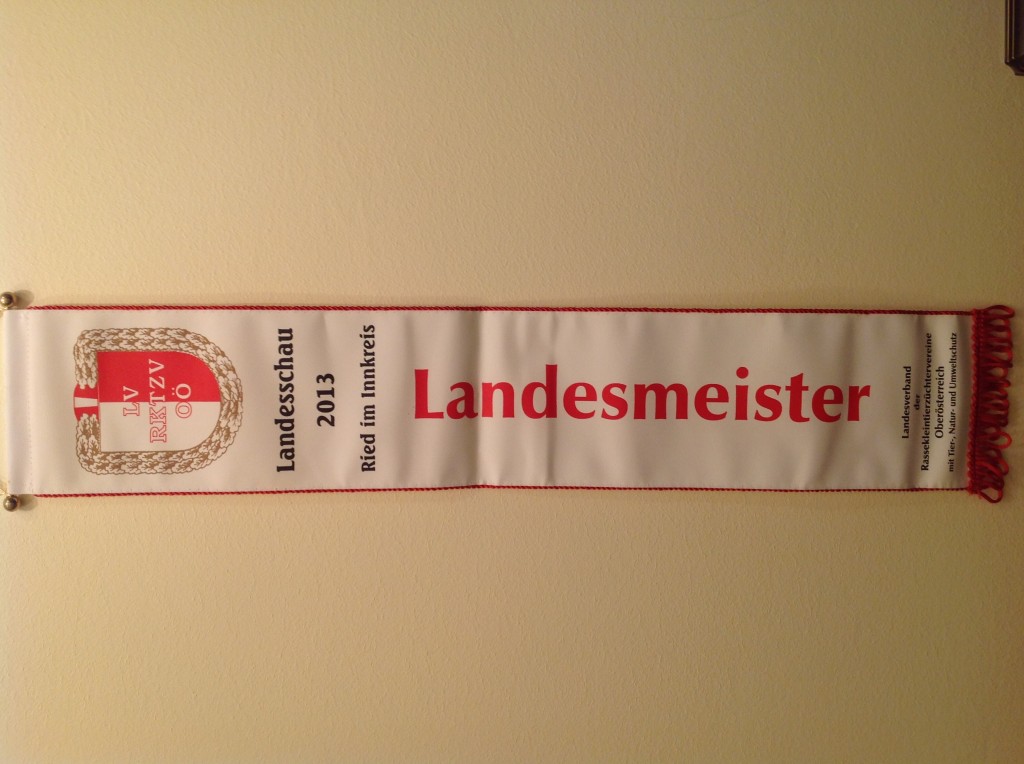 LV
RKTZV
OÖ
Landesschau
2013
Ried im Innkreis
Landesmeister
Landesverband
der
Rassekleintierzüchtervereine
Oberösterreich
mit Tier-, Natur- und Umweltschutz